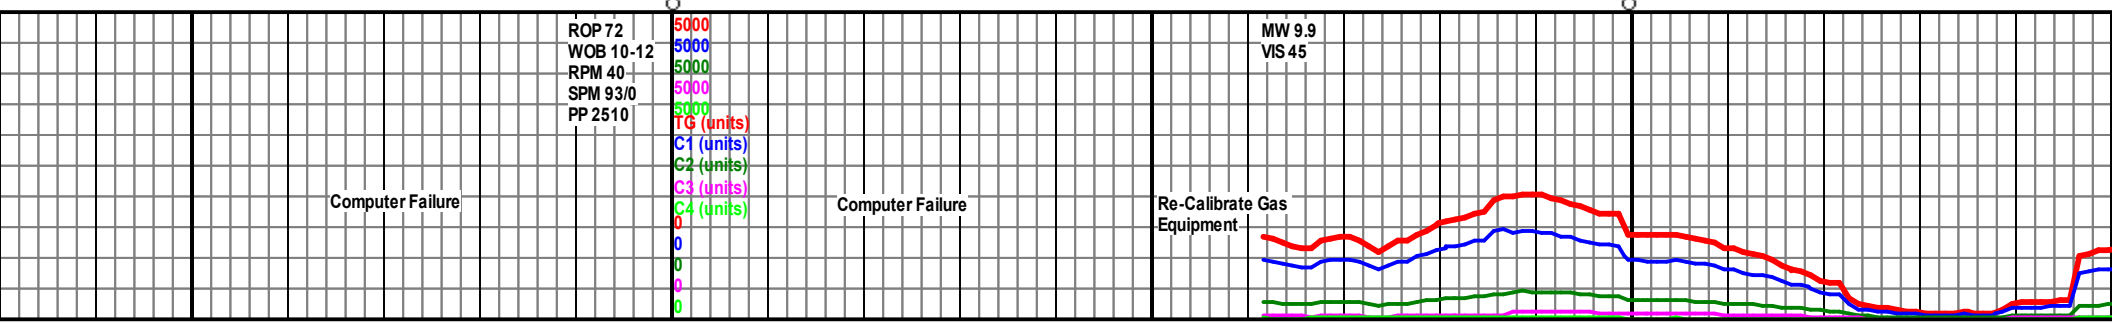 ROP 72
WOB 10-12
RPM 40
SPM 93/0
PP 2510
5000
5000
5000
5000
5000
TG (units)
C1 (units)
C2 (units)
C3 (units)
C4 (units)
0
0
0
0
0
Computer Failure
Computer Failure
MW 9.9
VIS 45
Re-Calibrate Gas
Equipment